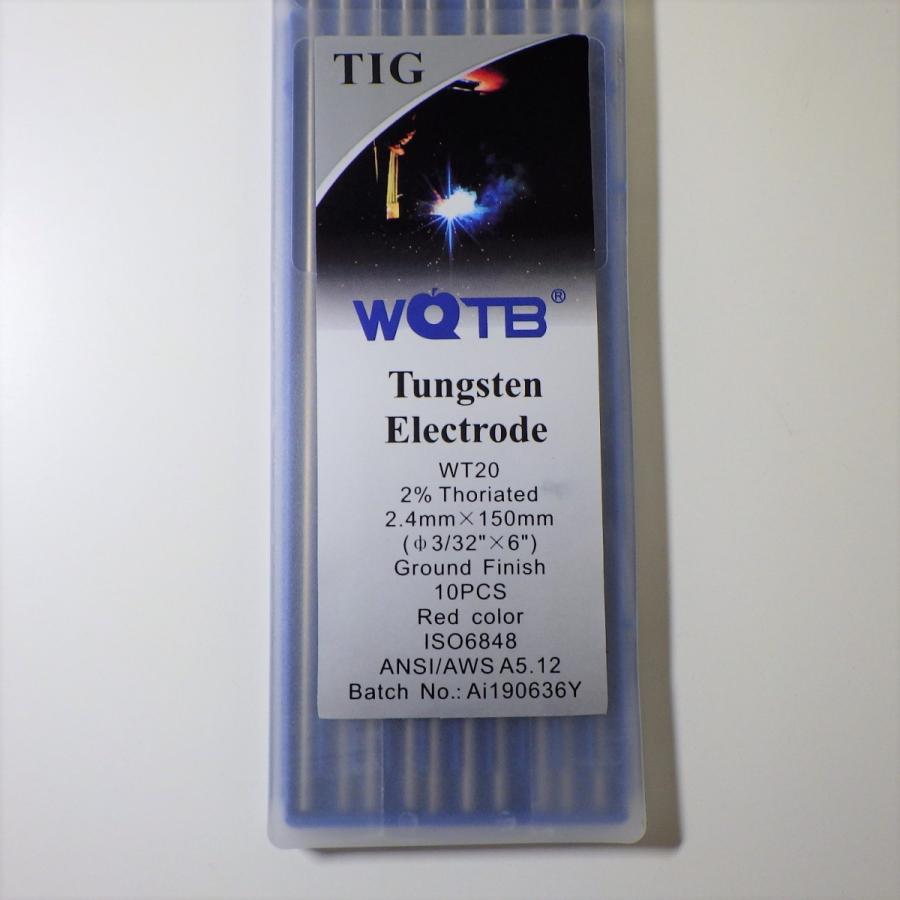 TIG
WQTB®
Tungsten
Electrode
WT20
2% Thoriated
2.4mm×150mm
(ф3/32"×6")
Ground Finish
10PCS
Red color
ISO6848
ANSI/AWS A5.12
Batch No.: Ai190636Y